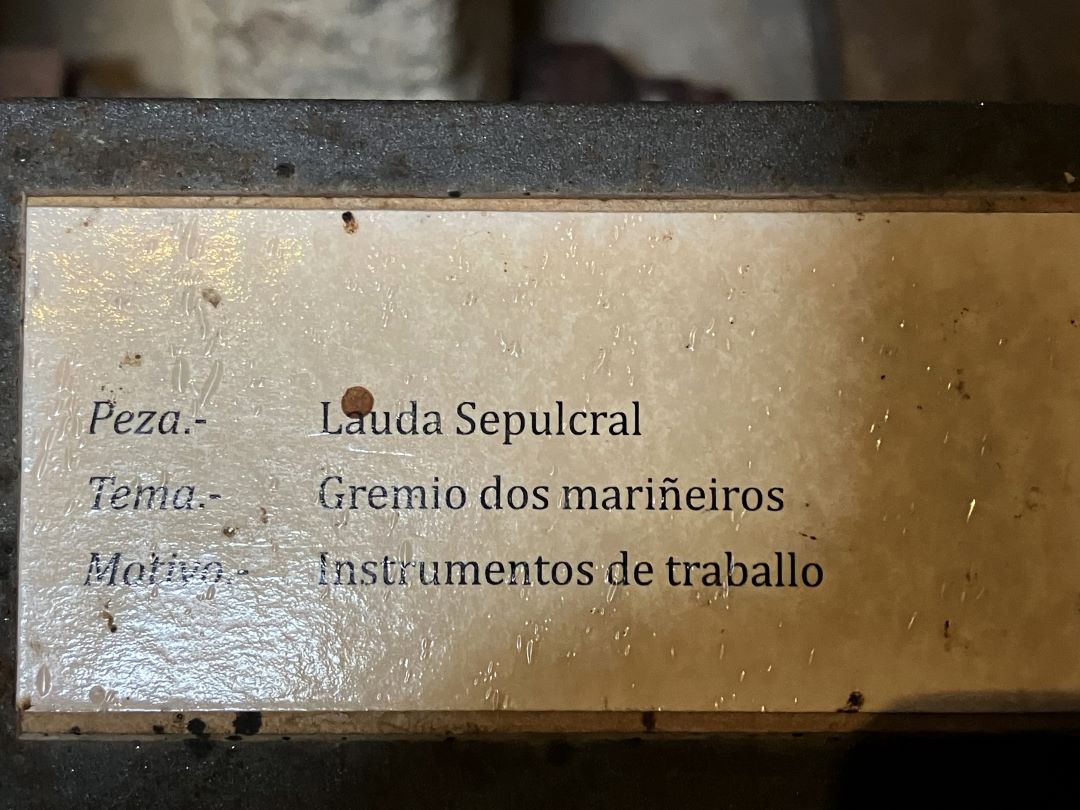 Peza.- Lauda Sepulcral
Tema.- Gremio dos mariñeiros
Motivo.- Instrumentos de traballo